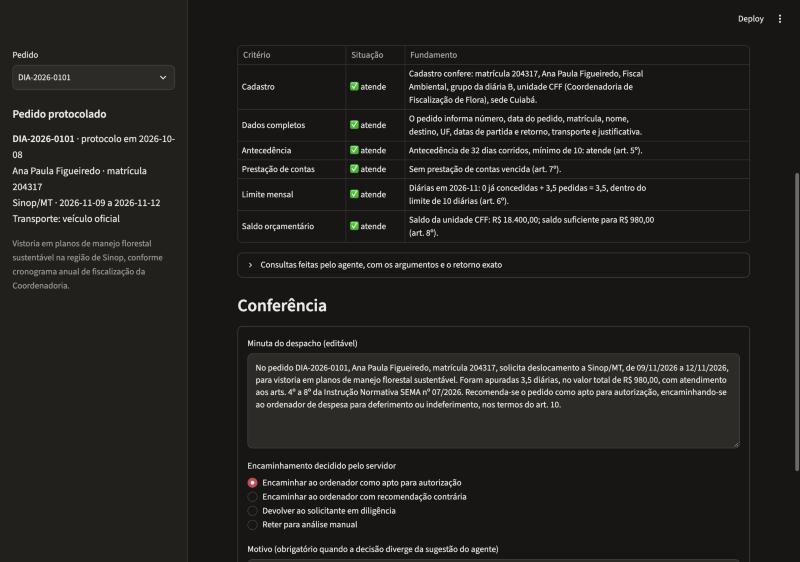 Deploy
Pedido
DIA-2026-0101
Pedido protocolado
DIA-2026-0101 · protocolo em 2026-10-
08
Ana Paula Figueiredo · matrícula
204317
Sinop/MT · 2026-11-09 a 2026-11-12
Transporte: veículo oficial
Vistoria em planos de manejo florestal
sustentável na região de Sinop, conforme
cronograma anual de fiscalização da
Coordenadoria.
Critério Situação Fundamento
Cadastro ✅ atende Cadastro confere: matrícula 204317, Ana Paula Figueiredo, Fiscal
Ambiental, grupo da diária B, unidade CFF (Coordenadoria de
Fiscalização de Flora), sede Cuiabá.
Dados completos ✅ atende O pedido informa número, data do pedido, matrícula, nome,
destino, UF, datas de partida e retorno, transporte e justificativa.
Antecedência ✅ atende Antecedência de 32 dias corridos, mínimo de 10: atende (art. 5º).
Prestação de contas ✅ atende Sem prestação de contas vencida (art. 7º).
Limite mensal ✅ atende Diárias em 2026-11: 0 já concedidas + 3,5 pedidas = 3,5, dentro do
limite de 10 diárias (art. 6º).
Saldo orçamentário ✅ atende Saldo da unidade CFF: R$ 18.400,00; saldo suficiente para R$ 980,00
(art. 8º).
Consultas feitas pelo agente, com os argumentos e o retorno exato
Conferência
Minuta do despacho (editável)
No pedido DIA-2026-0101, Ana Paula Figueiredo, matrícula 204317, solicita deslocamento a Sinop/MT, de 09/11/2026 a 12/11/2026,
para vistoria em planos de manejo florestal sustentável. Foram apuradas 3,5 diárias, no valor total de R$ 980,00, com atendimento
aos arts. 4º a 8º da Instrução Normativa SEMA nº 07/2026. Recomenda-se o pedido como apto para autorização, encaminhando-se
ao ordenador de despesa para deferimento ou indeferimento, nos termos do art. 10.
Encaminhamento decidido pelo servidor
Encaminhar ao ordenador como apto para autorização
Encaminhar ao ordenador com recomendação contrária
Devolver ao solicitante em diligência
Reter para análise manual
Motivo (obrigatório quando a decisão diverge da sugestão do agente)